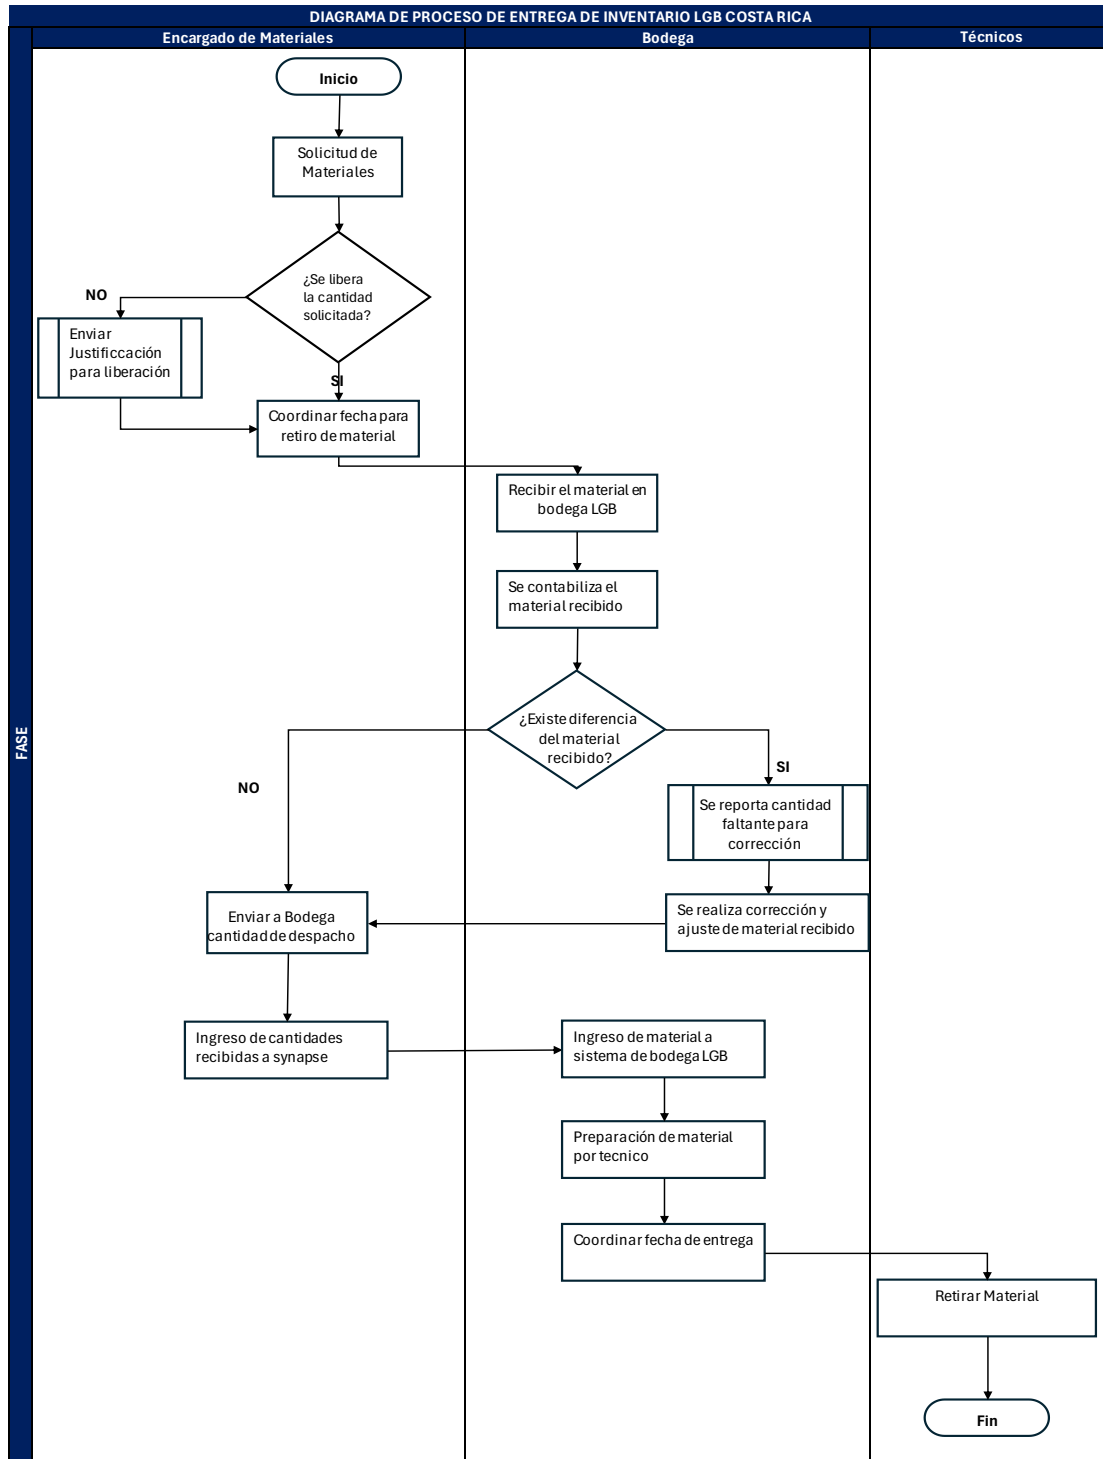 DIAGRAMA DE PROCESO DE ENTREGA DE INVENTARIO LGB COSTA RICA
Encargado de Materiales
Bodega
Técnicos
FASE
Inicio
Solicitud de
Materiales
¿Se libera
la cantidad
solicitada?
NO
Enviar
Justificcación
para liberación
SI
Coordinar fecha para
retiro de material
Recibir el material en
bodega LGB
Se contabiliza el
material recibido
¿Existe diferencia
del material
recibido?
NO
SI
Se reporta cantidad
faltante para
corrección
Enviar a Bodega
cantidad de despacho
Se realiza corrección y
ajuste de material recibido
Ingreso de cantidades
recibidas a synapse
Ingreso de material a
sistema de bodega LGB
Preparación de material
por tecnico
Coordinar fecha de entrega
Retirar Material
Fin